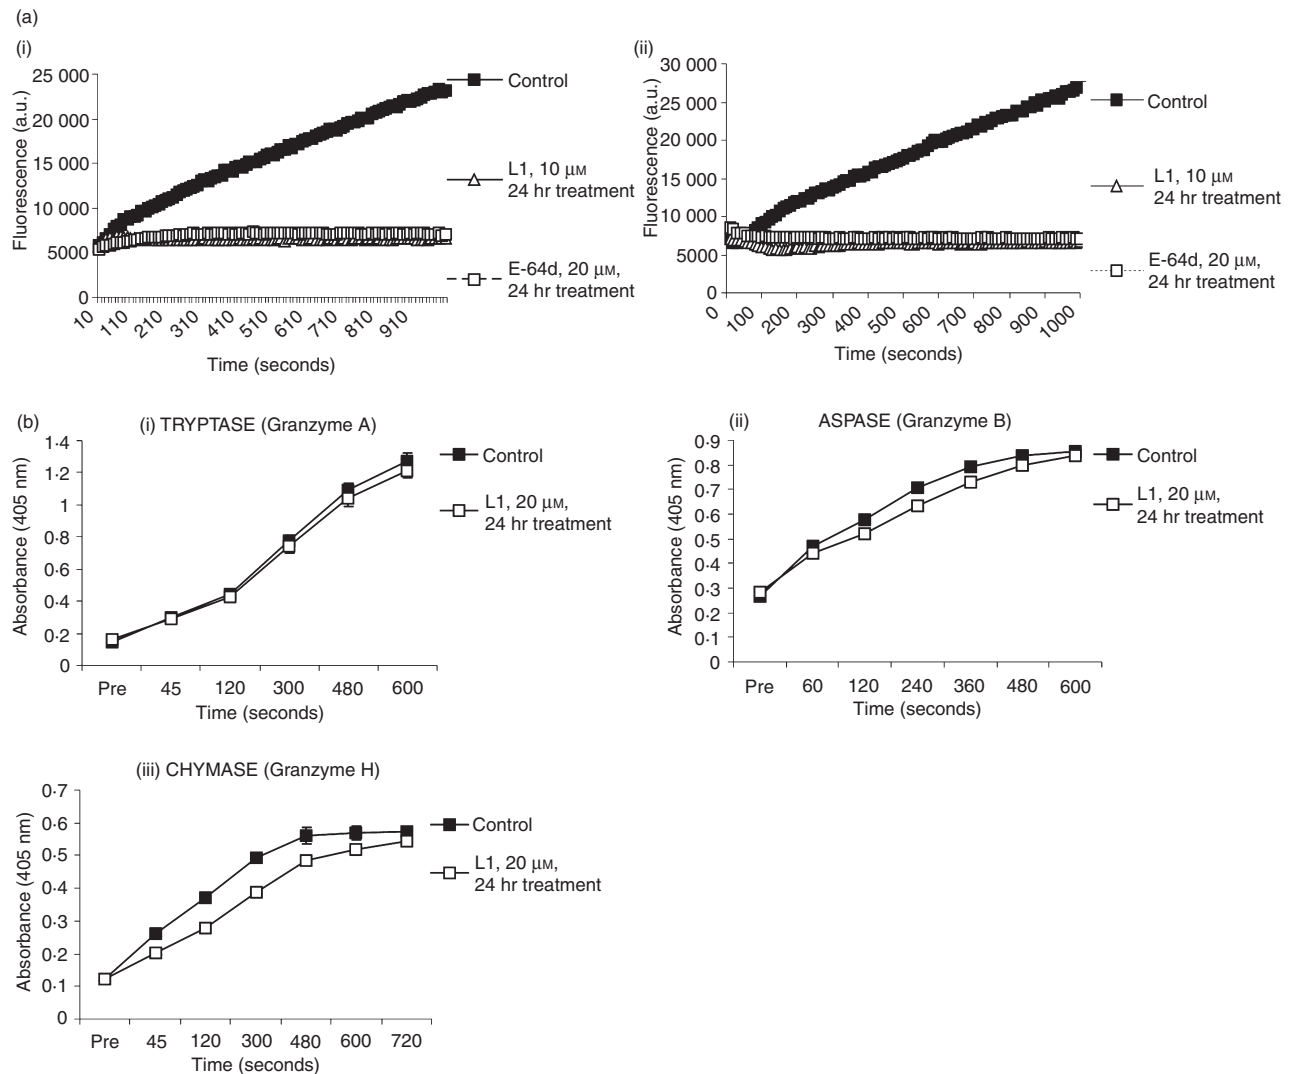 (a)
(i)
25 000
20 000
15 000
10 000
5000
0
Fluorescence (a.u.)
10
110
210
310
410
510
610
710
810
910
Time (seconds)
Control
L1, 10 μM
24 hr treatment
E-64d, 20 μM,
24 hr treatment
(ii)
30 000
25 000
20 000
15 000
10 000
5000
0
Fluorescence (a.u.)
0
100
200
300
400
500
600
700
800
900
1000
Time (seconds)
Control
L1, 10 μM
24 hr treatment
E-64d, 20 μM,
24 hr treatment
(b)
(i) TRYPTASE (Granzyme A)
1·4
1·2
1
0·8
0·6
0·4
0·2
0
Absorbance (405 nm)
Pre 45 120 300 480 600
Time (seconds)
Control
L1, 20 μM,
24 hr treatment
(ii) ASPASE (Granzyme B)
0·9
0·8
0·7
0·6
0·5
0·4
0·3
0·2
0·1
0
Absorbance (405 nm)
Pre 60 120 240 360 480 600
Time (seconds)
Control
L1, 20 μM,
24 hr treatment
(iii) CHYMASE (Granzyme H)
0·7
0·6
0·5
0·4
0·3
0·2
0·1
0
Absorbance (405 nm)
Pre 45 120 300 480 600 720
Time (seconds)
Control
L1, 20 μM,
24 hr treatment